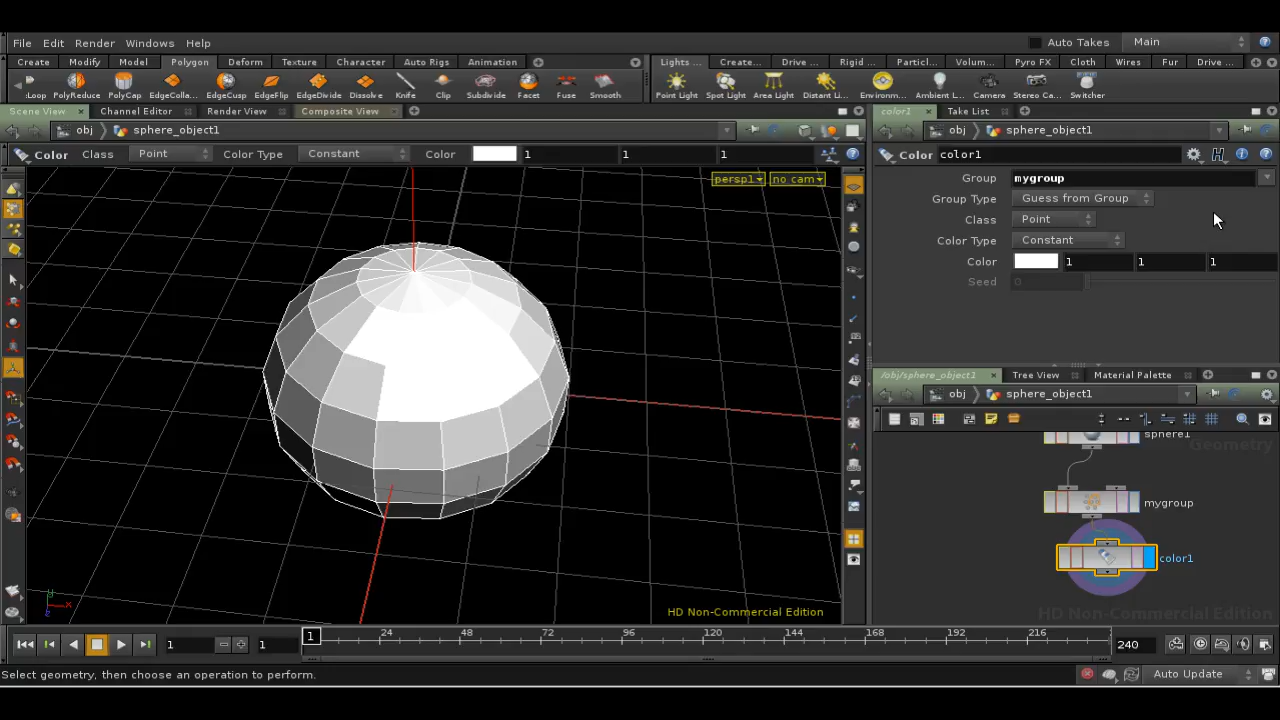 File Edit Render Windows Help Auto Takes Main
Create Modify Model Polygon Deform Texture Character Auto Rigs Animation Lights ... Create... Drive ... Rigid ... Particl... Volum... Pyro FX Cloth Wires Fur Drive ...
:Loop PolyReduce PolyCap EdgeColla... EdgeCusp EdgeFlip EdgeDivide Dissolve Knife Clip Subdivide Facet Fuse Smooth Point Light Spot Light Area Light Distant Li... Environm... Ambient L... Stereo Ca... Switcher
Camera
Scene View Channel Editor Render View Composite View color1 Take List
obj sphere_object1 obj sphere_object1
Color Class Point Color Type Constant Color 1 1 1 Color color1
persp1 no cam Group mygroup
Group Type Guess from Group
Class Point
Color Type Constant
Color 1 1 1
Seed 0
/obj/sphere_object1 Tree View Material Palette
obj sphere_object1
sphere1 Geometry
mygroup
color1
HD Non-Commercial Edition HD Non-Commercial Edition
1 1 1 24 48 72 96 120 144 168 192 216 240
Select geometry, then choose an operation to perform. Auto Update